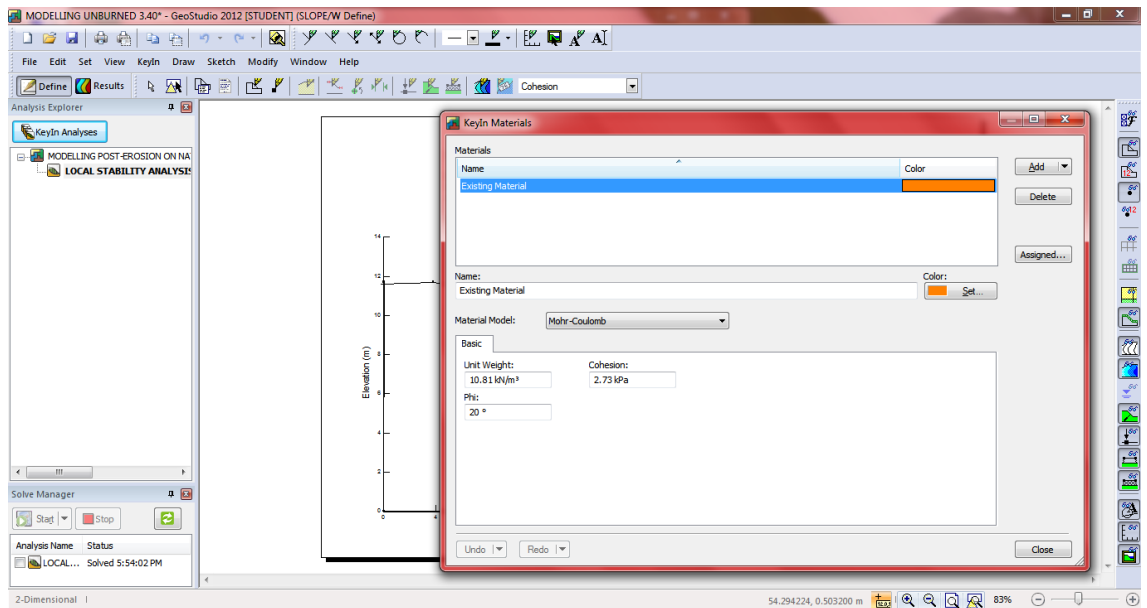 MODELLING UNBURNED 3.40* - GeoStudio 2012 [STUDENT] (SLOPE/W Define)
File Edit Set View KeyIn Draw Sketch Modify Window Help
Define Results Cohesion
Analysis Explorer
KeyIn Analyses
MODELLING POST-EROSION ON NA
LOCAL STABILITY ANALYSIS
KeyIn Materials
Materials
Name Color
Existing Material
Add
Delete
Assigned...
Name: Color:
Existing Material Set...
Material Model: Mohr-Coulomb
Basic
Unit Weight: Cohesion:
10.81 kN/m³ 2.73 kPa
Phi:
20 °
Undo Redo Close
14
12
10
8
6
4
2
0
Elevation (m)
0 4
Solve Manager
Start Stop
Analysis Name Status
LOCAL... Solved 5:54:02 PM
2-Dimensional 54.294224, 0.503200 m 83%